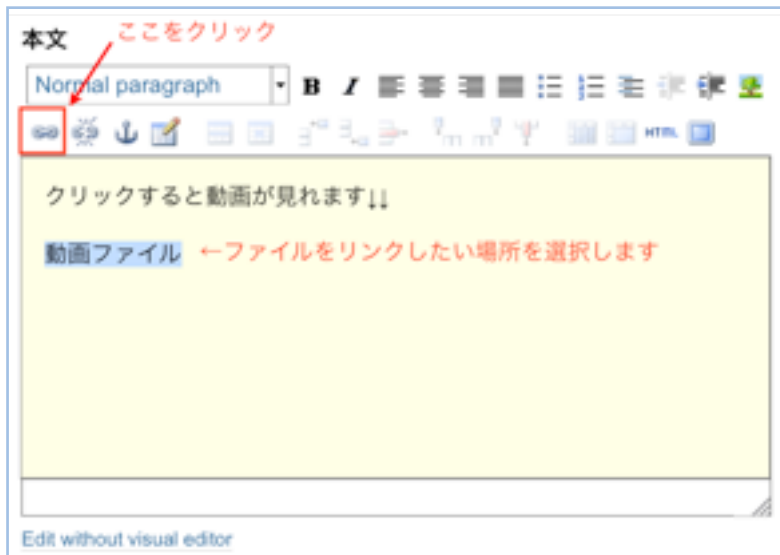 ここをクリック
本文
Normal paragraph
B I
HTML
クリックすると動画が見れます↓↓
動画ファイル ←ファイルをリンクしたい場所を選択します
Edit without visual editor